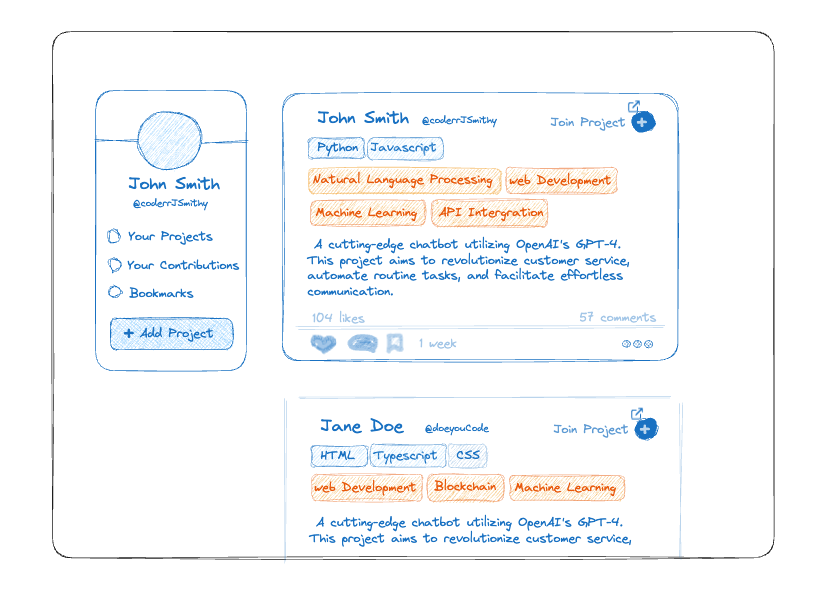 John Smith
@coderrJSmithy
Your Projects
Your Contributions
Bookmarks
+ Add Project
John Smith @coderrJSmithy Join Project +
Python Javascript
Natural Language Processing web Development
Machine Learning API Intergration
A cutting-edge chatbot utilizing OpenAI's GPT-4.
This project aims to revolutionize customer service,
automate routine tasks, and facilitate effortless
communication.
104 likes 57 comments
1 week
Jane Doe @doeyouCode Join Project +
HTML Typescript CSS
web Development Blockchain Machine Learning
A cutting-edge chatbot utilizing OpenAI's GPT-4.
This project aims to revolutionize customer service,